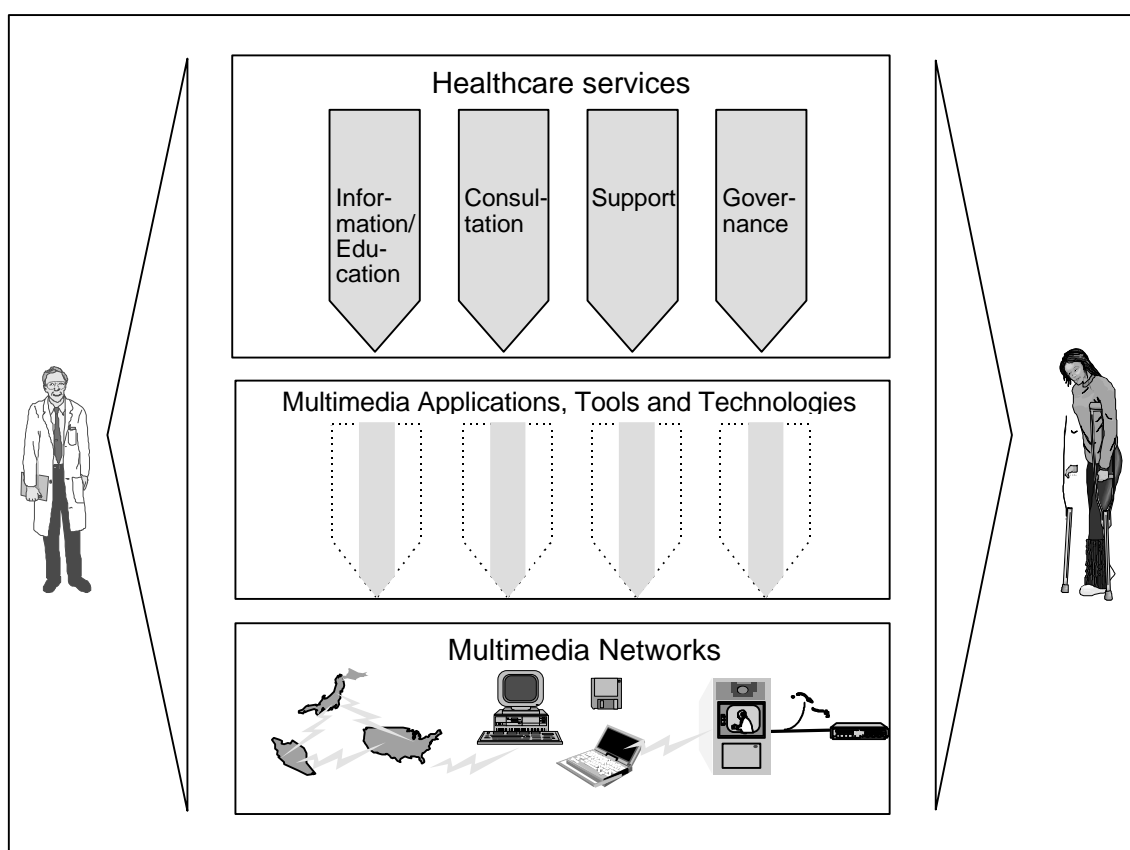 Healthcare services
Infor-
mation/
Edu-
cation
Consul-
tation
Support
Gover-
nance
Multimedia Applications, Tools and Technologies
Multimedia Networks